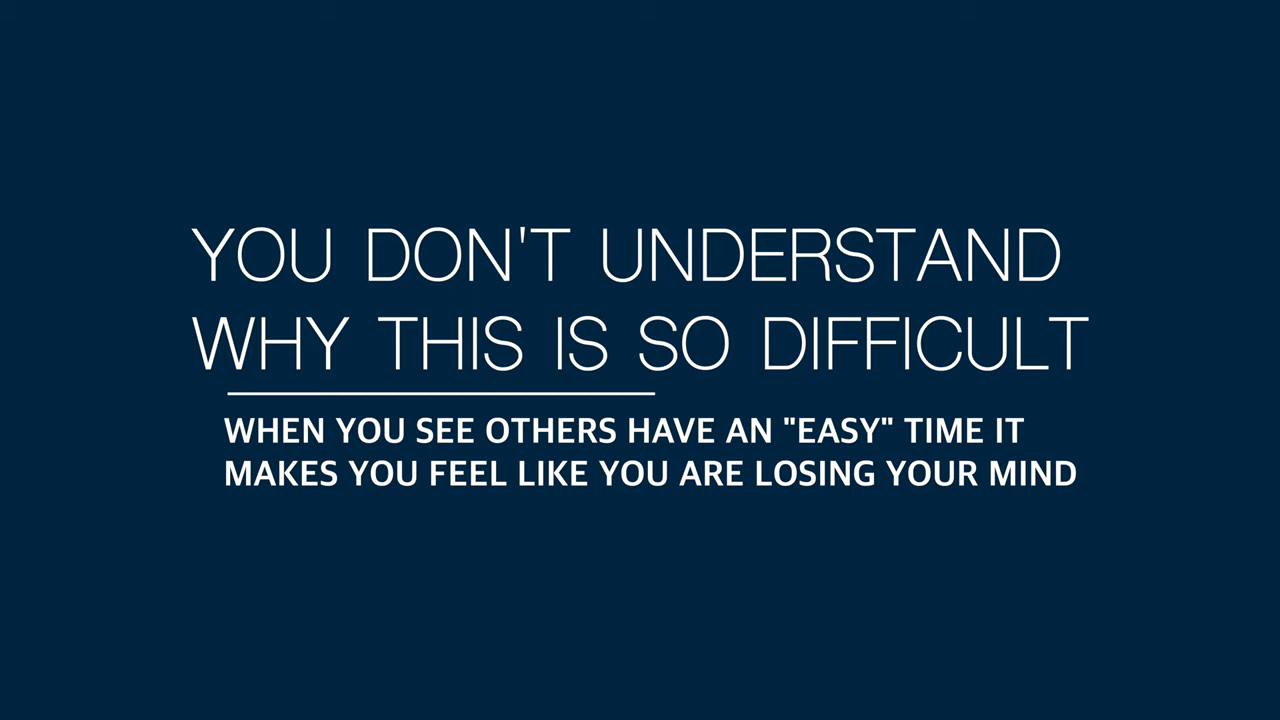 YOU DON'T UNDERSTAND
WHY THIS IS SO DIFFICULT
WHEN YOU SEE OTHERS HAVE AN "EASY" TIME IT
MAKES YOU FEEL LIKE YOU ARE LOSING YOUR MIND